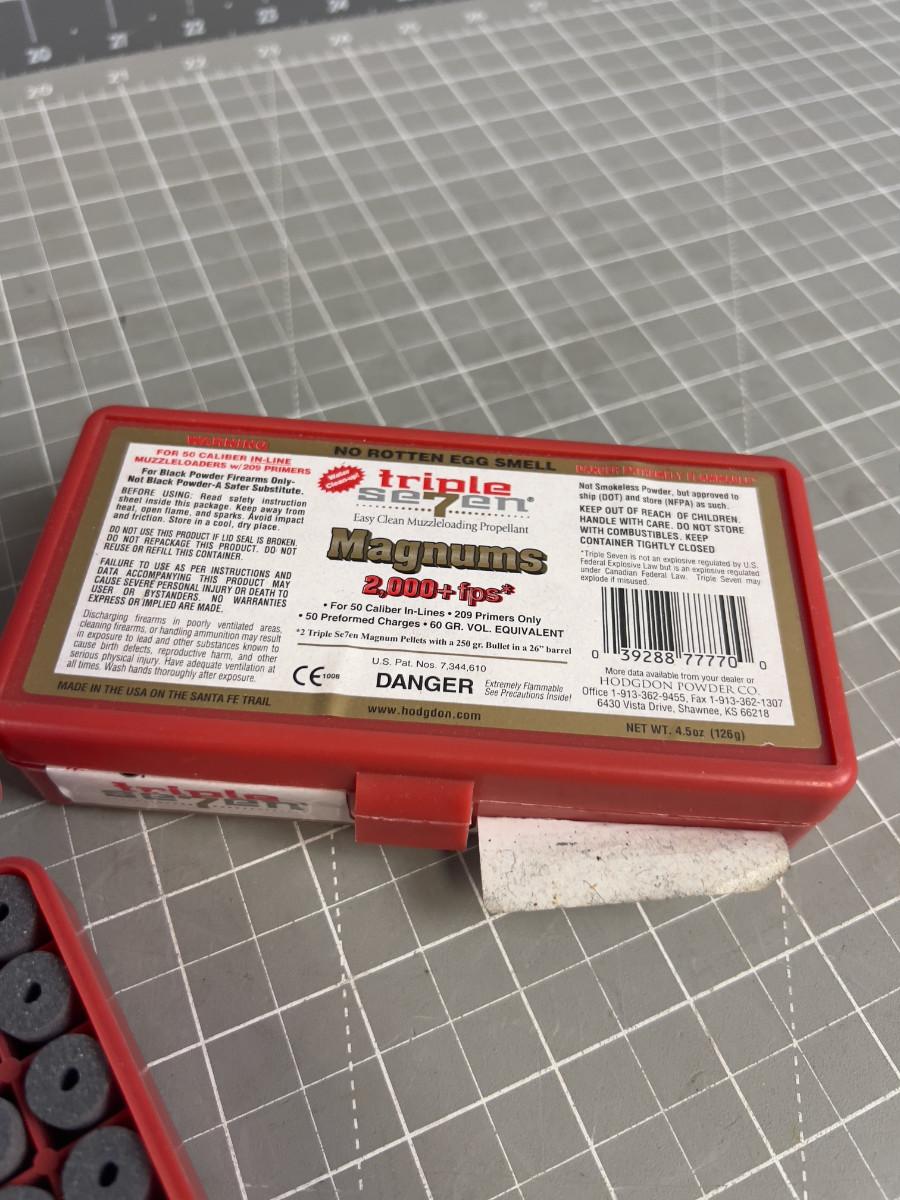 20 21 22 23 24 25 26
20
WARNING
FOR 50 CALIBER IN-LINE
MUZZLELOADERS w/209 PRIMERS
For Black Powder Firearms Only-
Not Black Powder-A Safer Substitute.
BEFORE USING: Read safety instruction
sheet inside this package. Keep away from
heat, open flame, and sparks. Avoid impact
and friction. Store in a cool, dry place.
DO NOT USE THIS PRODUCT IF LID SEAL IS BROKEN.
DO NOT REPACKAGE THIS PRODUCT. DO NOT
REUSE OR REFILL THIS CONTAINER.
FAILURE TO USE AS PER INSTRUCTIONS AND
DATA ACCOMPANYING THIS PRODUCT MAY
CAUSE SEVERE PERSONAL INJURY OR DEATH TO
USER OR BYSTANDERS. NO WARRANTIES
EXPRESS OR IMPLIED ARE MADE.
Discharging firearms in poorly ventilated areas,
cleaning firearms, or handling ammunition may result
in exposure to lead and other substances known to
cause birth defects, reproductive harm, and other
serious physical injury. Have adequate ventilation at
all times. Wash hands thoroughly after exposure.
MADE IN THE USA ON THE SANTA FE TRAIL
NO ROTTEN EGG SMELL
Water
Clean-up
triple
se7en®
Easy Clean Muzzleloading Propellant
Magnums
2,000+fps*
• For 50 Caliber In-Lines • 209 Primers Only
• 50 Preformed Charges • 60 GR. VOL. EQUIVALENT
*2 Triple Se7en Magnum Pellets with a 250 gr. Bullet in a 26" barrel
U.S. Pat. Nos. 7,344,610
CE 1008
DANGER
Extremely Flammable
See Precautions Inside!
www.hodgdon.com
DANGER EXTREMELY FLAMMABLE
Not Smokeless Powder, but approved to
ship (DOT) and store (NFPA) as such.
KEEP OUT OF REACH OF CHILDREN.
HANDLE WITH CARE. DO NOT STORE
WITH COMBUSTIBLES. KEEP
CONTAINER TIGHTLY CLOSED
*Triple Seven is not an explosive regulated by U.S.
Federal Explosive Law but is an explosive regulated
under Canadian Federal Law. Triple Seven may
explode if misused.
0 39288 77770 0
More data available from your dealer or
HODGDON POWDER CO.
Office 1-913-362-9455, Fax 1-913-362-1307
6430 Vista Drive, Shawnee, KS 66218
NET WT. 4.5oz (126g)
triple
se7en®